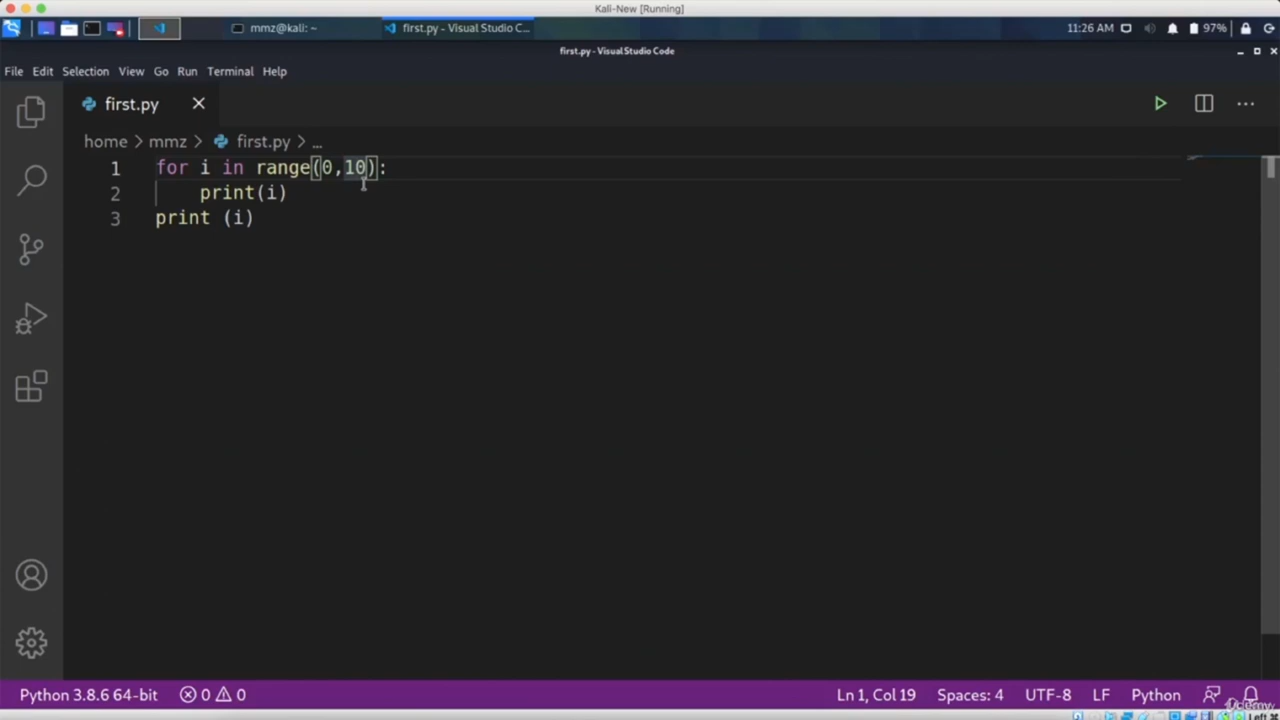 Kali-New [Running]
mmz@kali: ~
first.py - Visual Studio C...
11:26 AM
97%
first.py - Visual Studio Code
File Edit Selection View Go Run Terminal Help
first.py
home > mmz > first.py > ...
1 for i in range(0,10):
2 print(i)
3 print (i)
Python 3.8.6 64-bit
0 0
Ln 1, Col 19
Spaces: 4
UTF-8
LF
Python
Udemy
Left ⌘